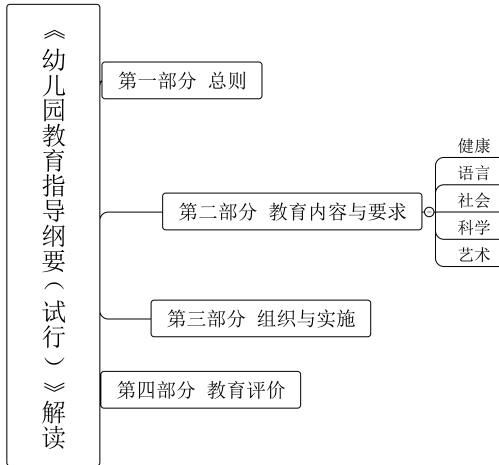 《幼儿园教育指导纲要（试行）》解读
第一部分 总则
第二部分 教育内容与要求
健康
语言
社会
科学
艺术
第三部分 组织与实施
第四部分 教育评价